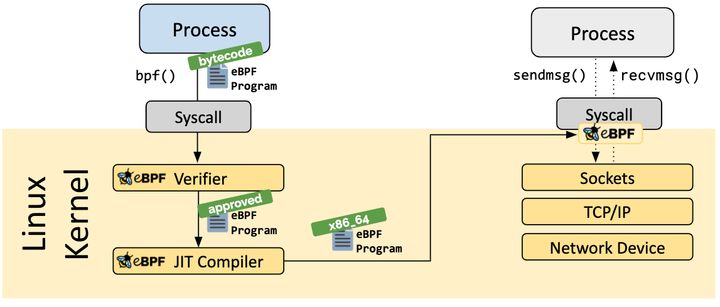 Process
bytecode
bpf()
eBPF
Program
Syscall
Linux
Kernel
eBPF Verifier
approved
eBPF
Program
eBPF JIT Compiler
x86_64
eBPF
Program
Process
sendmsg()
recvmsg()
Syscall
eBPF
Sockets
TCP/IP
Network Device